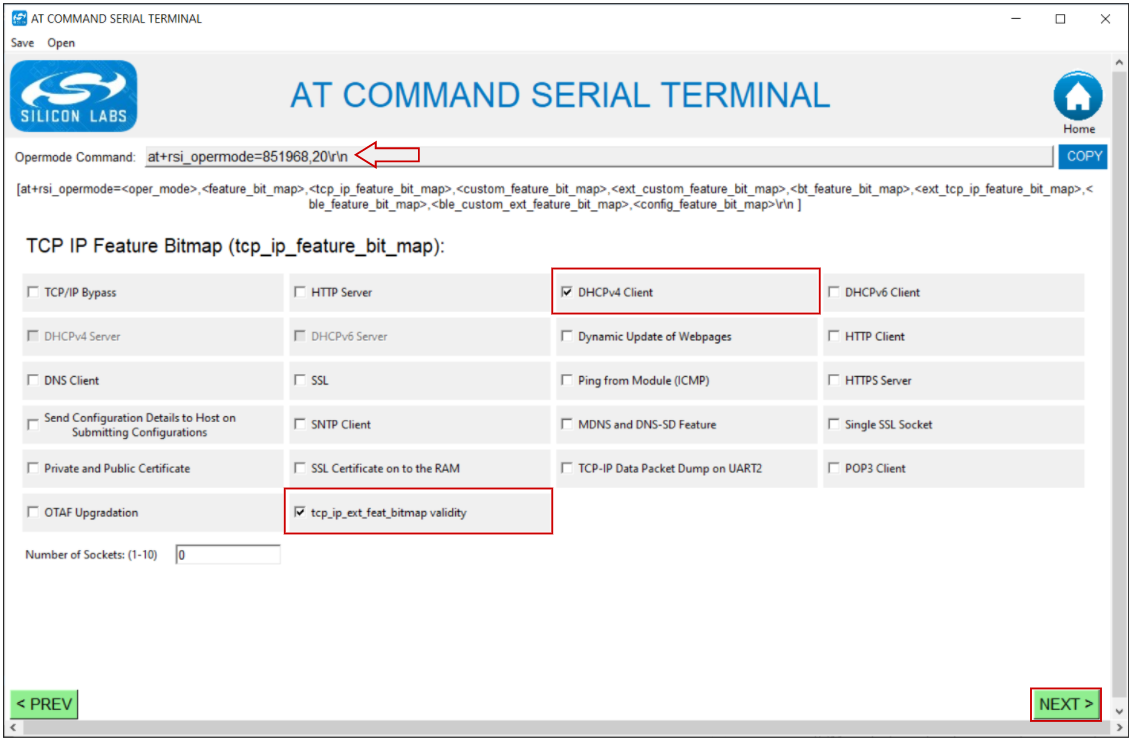 AT COMMAND SERIAL TERMINAL
Save Open
SILICON LABS
AT COMMAND SERIAL TERMINAL
Home
Opermode Command: at+rsi_opermode=851968,20\r\n COPY
[at+rsi_opermode=<oper_mode>,<feature_bit_map>,<tcp_ip_feature_bit_map>,<custom_feature_bit_map>,<ext_custom_feature_bit_map>,<bt_feature_bit_map>,<ext_tcp_ip_feature_bit_map>,<
ble_feature_bit_map>,<ble_custom_ext_feature_bit_map>,<config_feature_bit_map>\r\n ]
TCP IP Feature Bitmap (tcp_ip_feature_bit_map):
TCP/IP Bypass HTTP Server DHCPv4 Client DHCPv6 Client
DHCPv4 Server DHCPv6 Server Dynamic Update of Webpages HTTP Client
DNS Client SSL Ping from Module (ICMP) HTTPS Server
Send Configuration Details to Host on
Submitting Configurations SNTP Client MDNS and DNS-SD Feature Single SSL Socket
Private and Public Certificate SSL Certificate on to the RAM TCP-IP Data Packet Dump on UART2 POP3 Client
OTAF Upgradation tcp_ip_ext_feat_bitmap validity
Number of Sockets: (1-10) 0
< PREV NEXT >